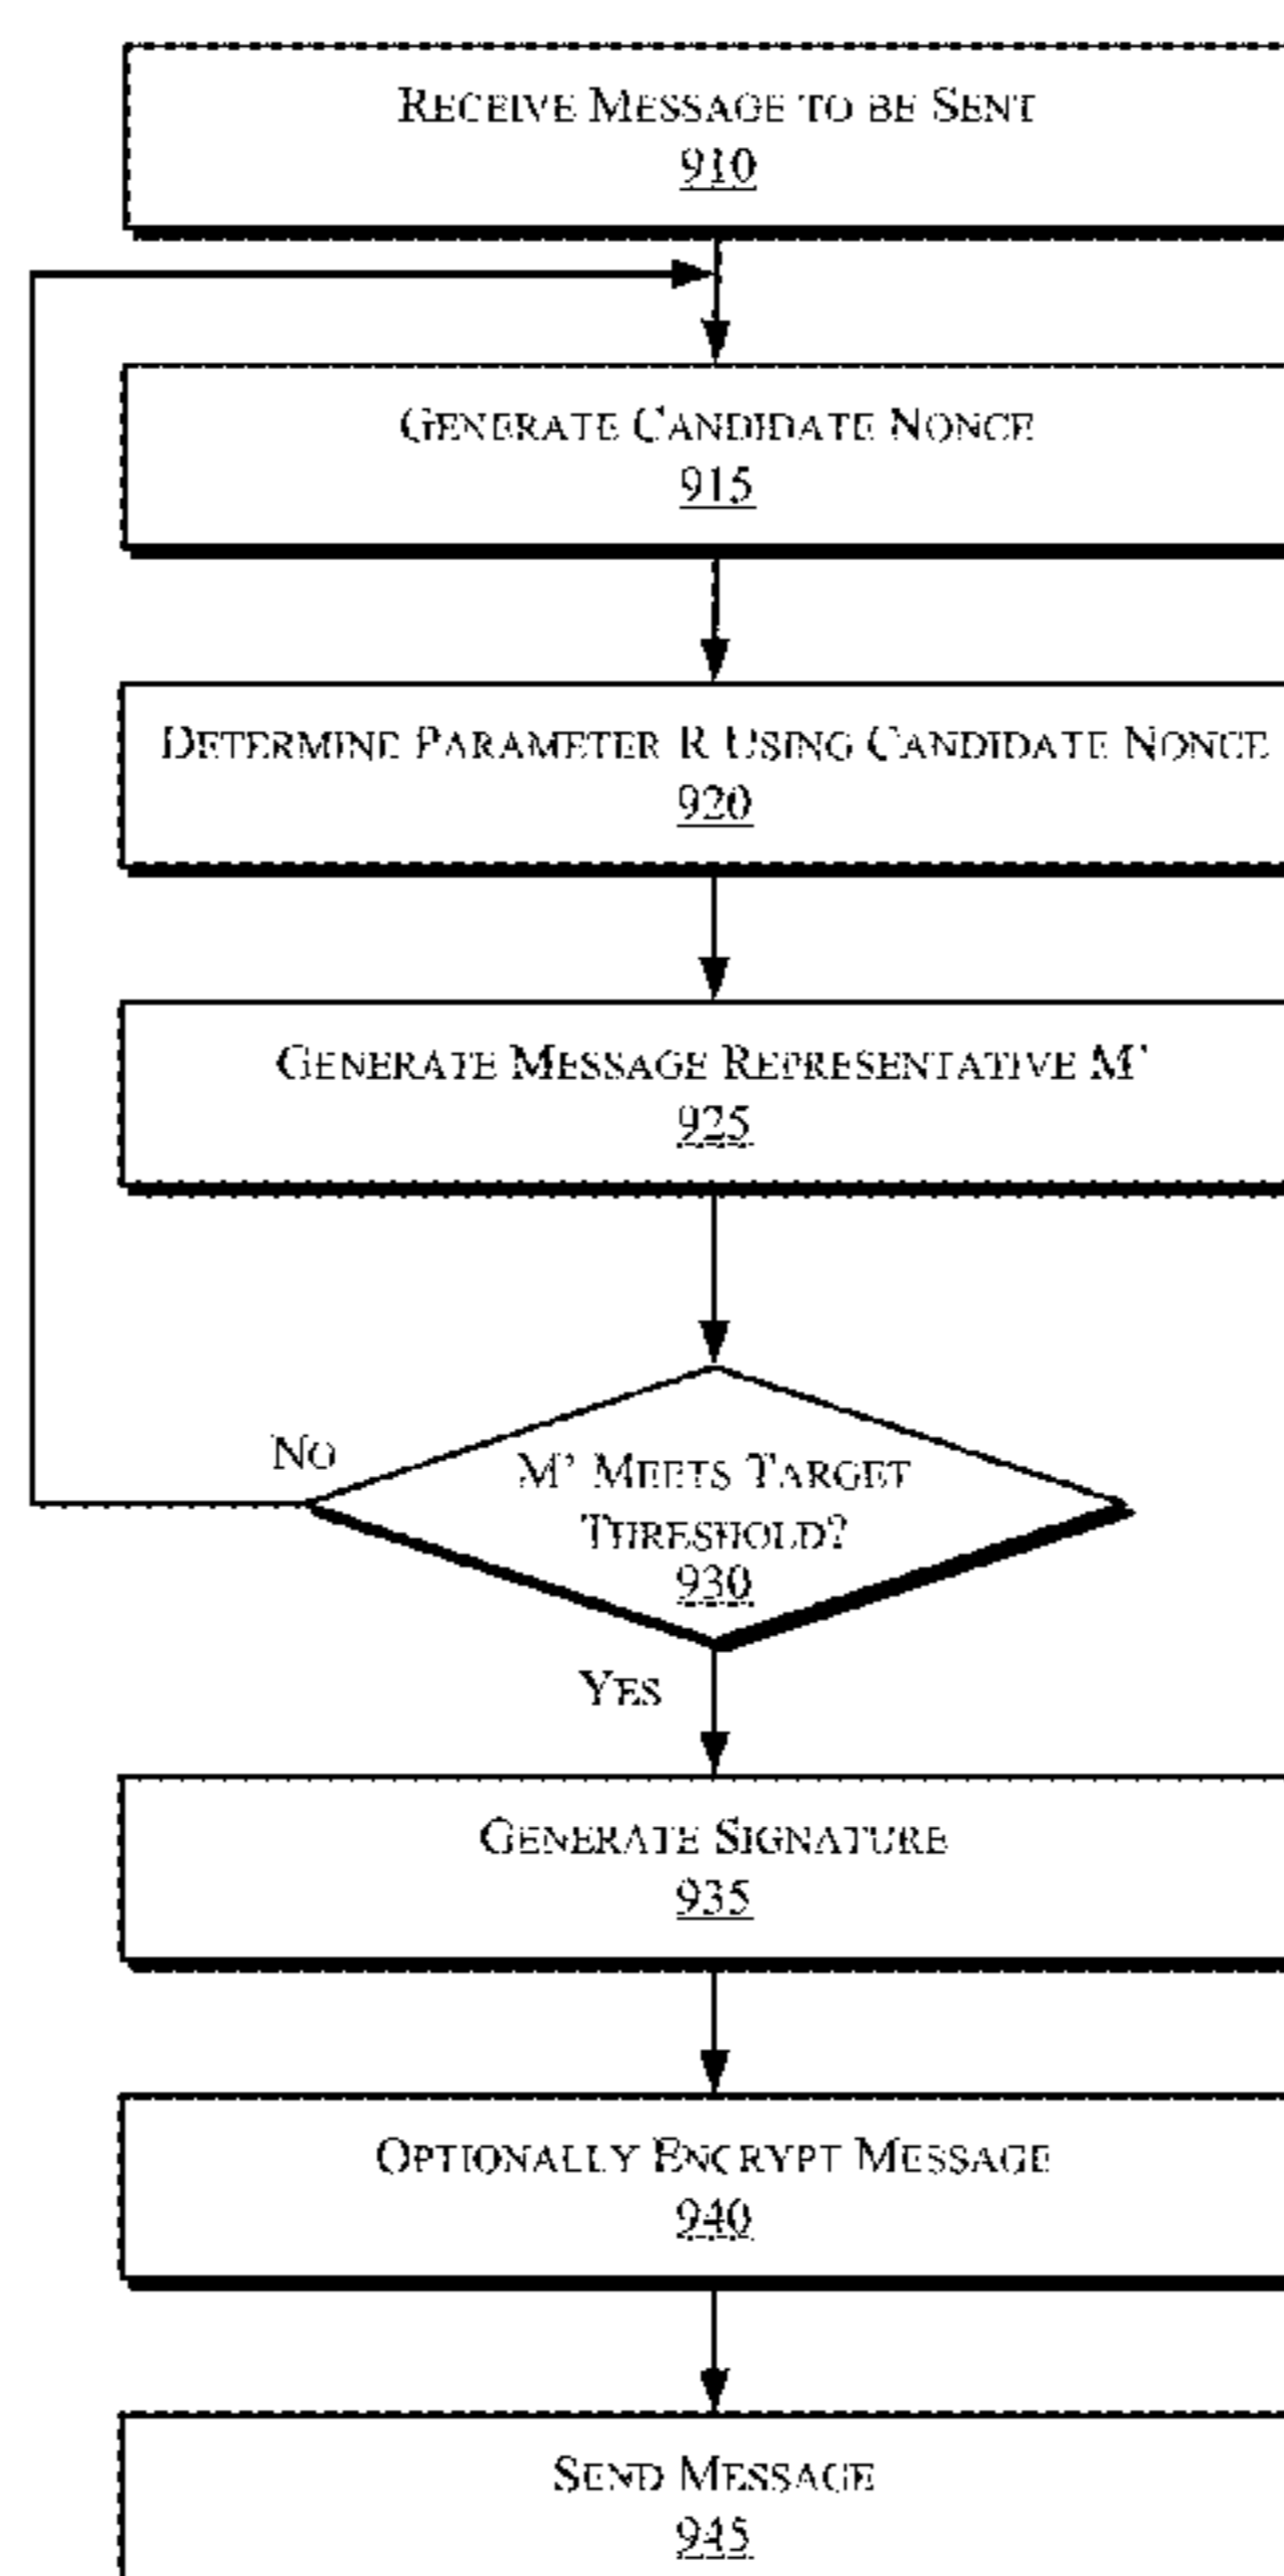 RECEIVE MESSAGE TO BE SENT
910
GENERATE CANDIDATE NONCE
915
DETERMINE PARAMETER R USING CANDIDATE NONCE
920
GENERATE MESSAGE REPRESENTATIVE M'
925
NO
M' MEETS TARGET
THRESHOLD?
930
YES
GENERATE SIGNATURE
935
OPTIONALLY ENCRYPT MESSAGE
940
SEND MESSAGE
945